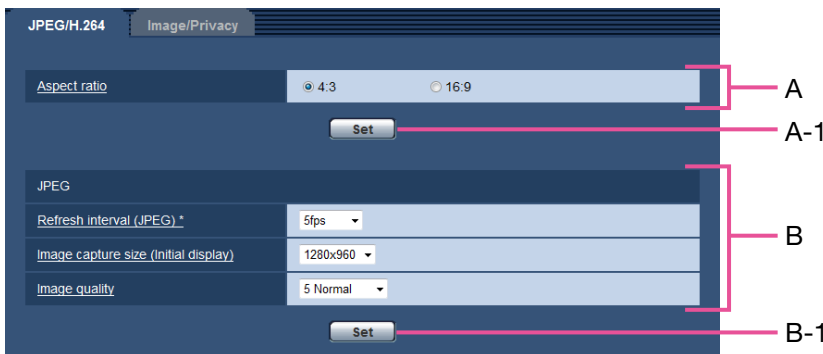 JPEG/H.264 Image/Privacy
Aspect ratio 4:3 16:9 A
Set A-1
JPEG
Refresh interval (JPEG) * 5fps
B
Image capture size (Initial display) 1280x960
Image quality 5 Normal
Set B-1